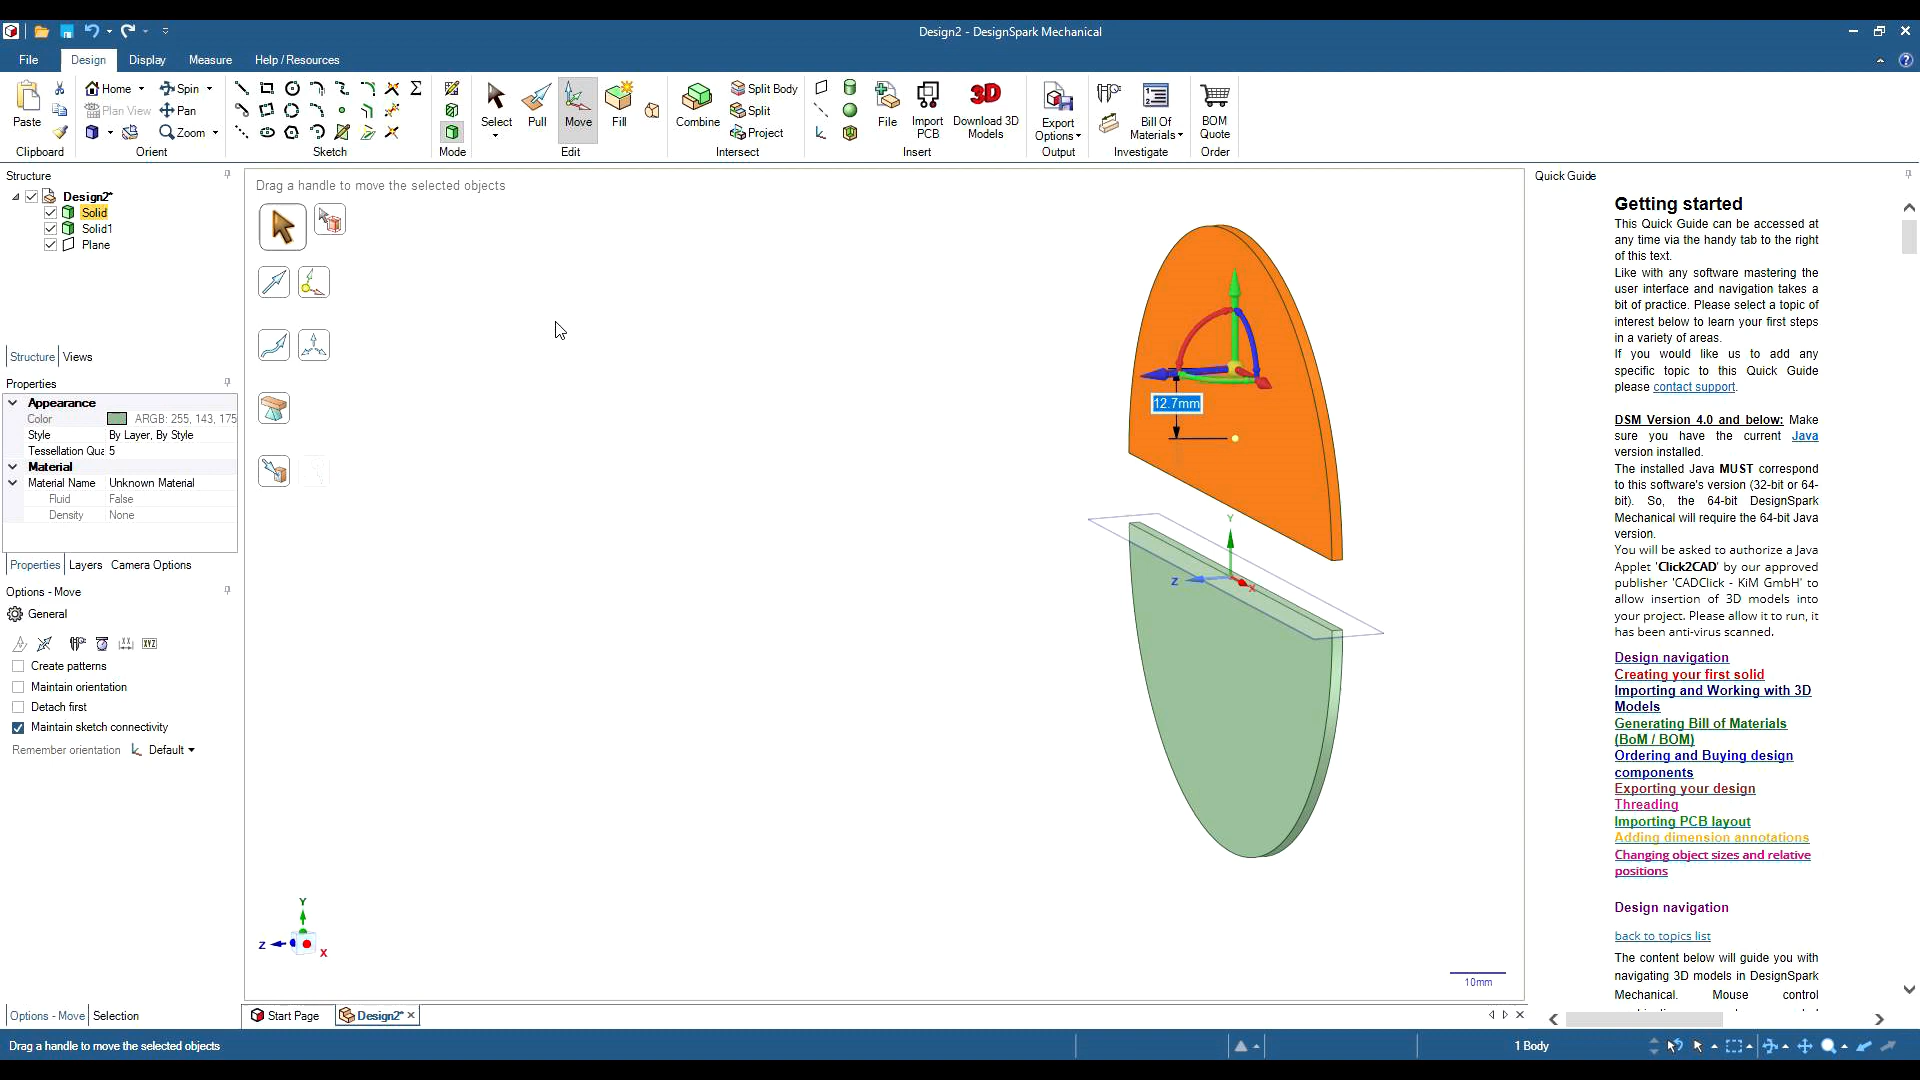 Design2 - DesignSpark Mechanical
File
Design
Display
Measure
Help / Resources
Paste
Home
Plan View
Spin
Pan
Zoom
Select
Pull
Move
Fill
Combine
Split Body
Split
Project
File
Import
PCB
Download 3D
Models
Export
Options
Bill Of
Materials
BOM
Quote
Clipboard
Orient
Sketch
Mode
Edit
Intersect
Insert
Output
Investigate
Order
Structure
Design2*
Solid
Solid1
Plane
Structure
Views
Properties
Appearance
Color ARGB: 255, 143, 175
Style By Layer, By Style
Tessellation Qua 5
Material
Material Name Unknown Material
Fluid False
Density None
Properties
Layers
Camera Options
Options - Move
General
XYZ
Create patterns
Maintain orientation
Detach first
Maintain sketch connectivity
Remember orientation Default
Options - Move
Selection
Drag a handle to move the selected objects
12.7mm
Y
Z
X
Y
Z
X
10mm
Start Page
Design2*
Drag a handle to move the selected objects
1 Body
Quick Guide
Getting started
This Quick Guide can be accessed at
any time via the handy tab to the right
of this text.
Like with any software mastering the
user interface and navigation takes a
bit of practice. Please select a topic of
interest below to learn your first steps
in a variety of areas.
If you would like us to add any
specific topic to this Quick Guide
please contact support.
DSM Version 4.0 and below: Make
sure you have the current Java
version installed.
The installed Java MUST correspond
to this software's version (32-bit or 64-
bit). So, the 64-bit DesignSpark
Mechanical will require the 64-bit Java
version.
You will be asked to authorize a Java
Applet 'Click2CAD' by our approved
publisher 'CADClick - KiM GmbH' to
allow insertion of 3D models into
your project. Please allow it to run, it
has been anti-virus scanned.
Design navigation
Creating your first solid
Importing and Working with 3D
Models
Generating Bill of Materials
(BoM / BOM)
Ordering and Buying design
components
Exporting your design
Threading
Importing PCB layout
Adding dimension annotations
Changing object sizes and relative
positions
Design navigation
back to topics list
The content below will guide you with
navigating 3D models in DesignSpark
Mechanical. Mouse control